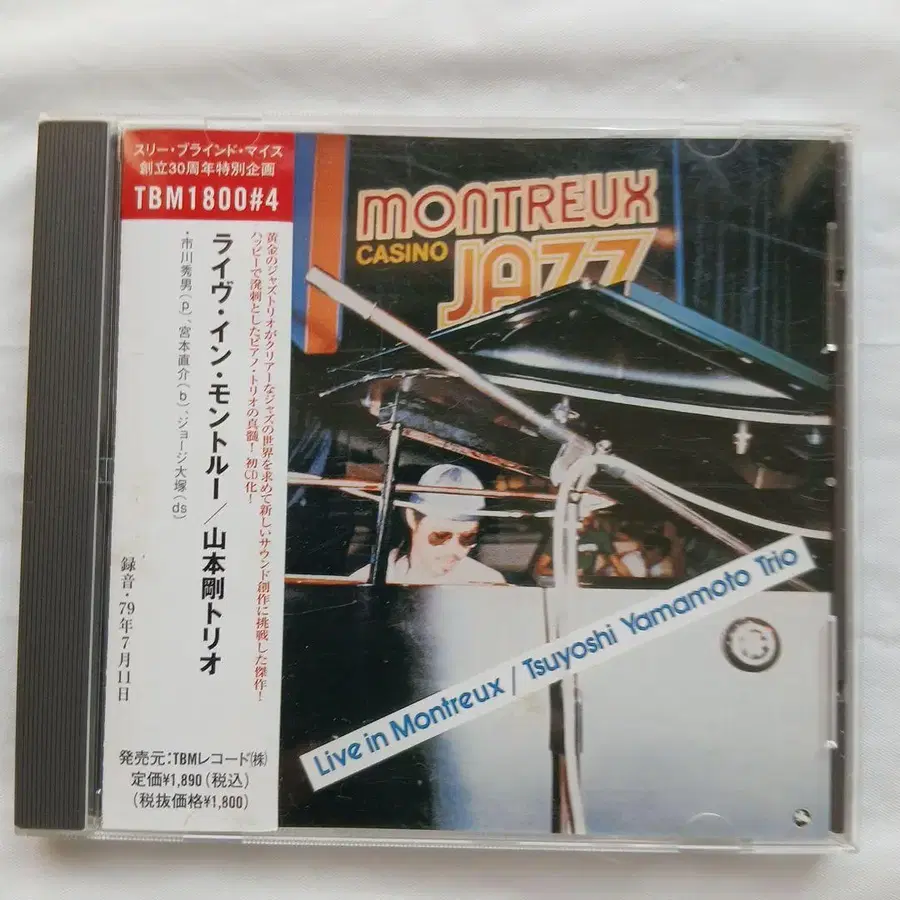 スリー・ブラインド・マイス
創立30周年特別企画
TBM1800#4
黄金のジャズトリオがクリアーなジャズの世界を求めて新しいサウンド創作に挑戦した傑作!
ハッピーで溌剌としたピアノ・トリオの真髄! 初CD化!
ライヴ・イン・モントルー/山本剛トリオ
・市川秀男(p)、宮本直介(b)、ジョージ大塚(ds)
録音・79年7月11日
発売元:TBMレコード㈱
定価¥1,890(税込)
(税抜価格¥1,800)
MONTREUX
CASINO
JAZZ
Live in Montreux / Tsuyoshi Yamamoto Trio